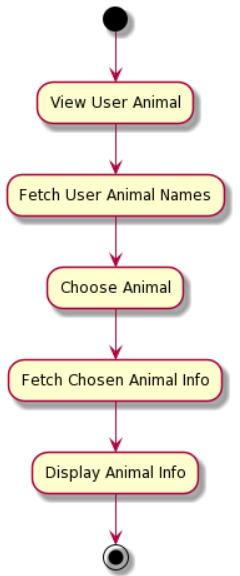 View User Animal
Fetch User Animal Names
Choose Animal
Fetch Chosen Animal Info
Display Animal Info